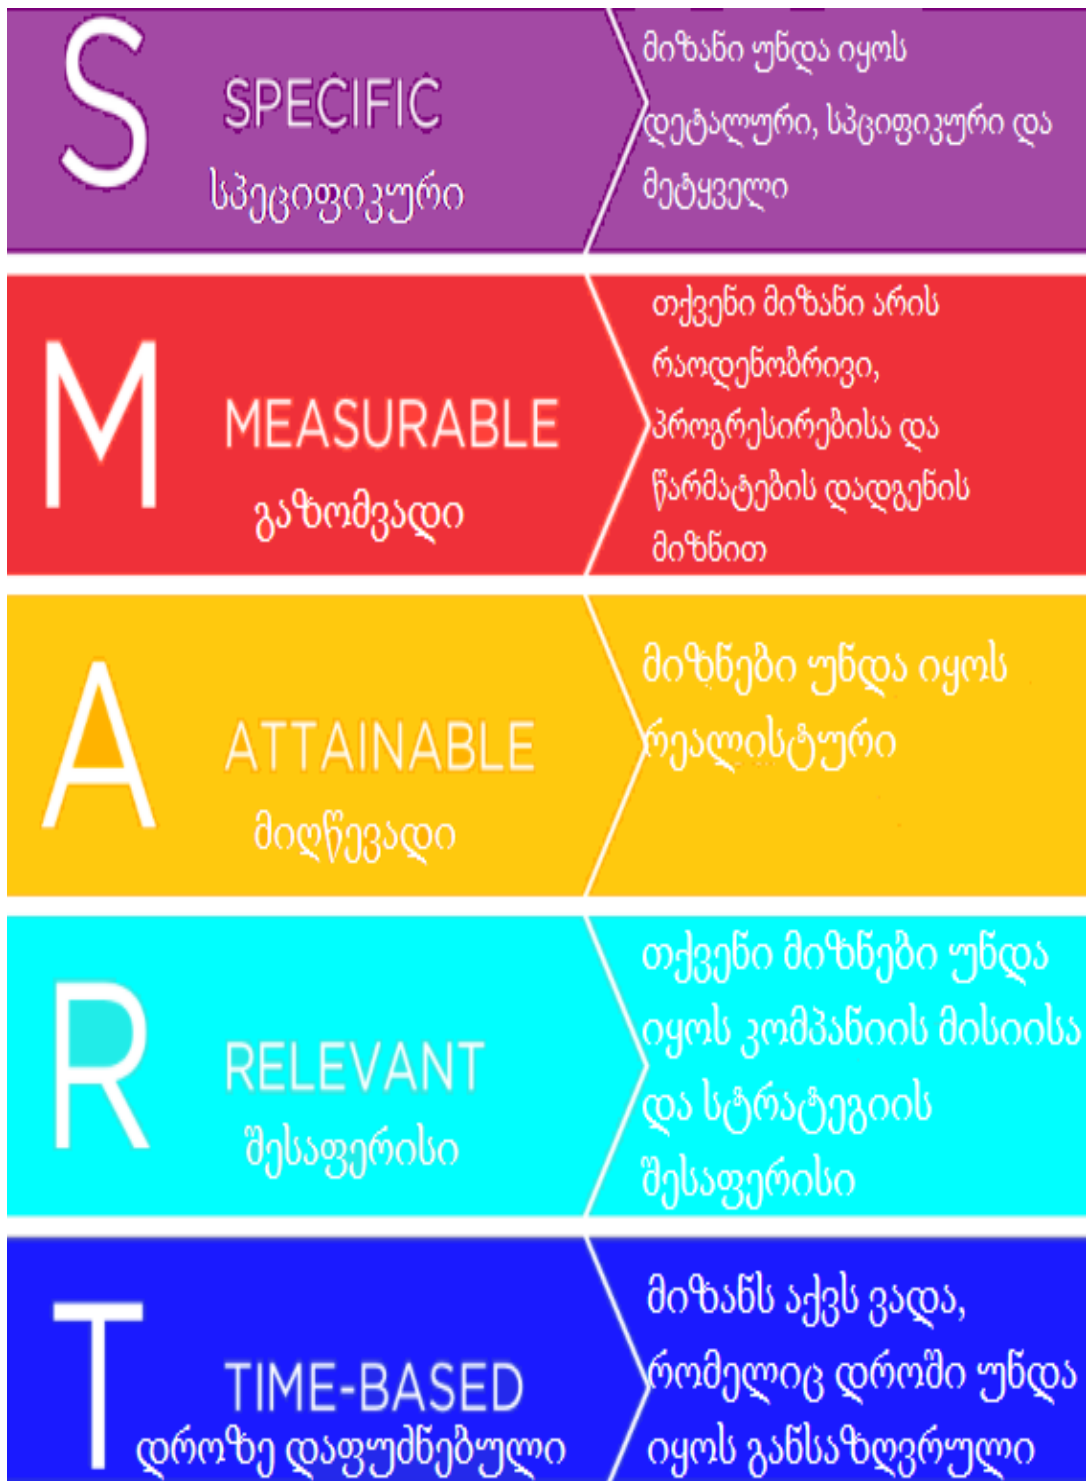 S
SPECIFIC
სპეციფიკური
მიზანი უნდა იყოს
დეტალური, სპციფიკური და
მეტყველი
M
MEASURABLE
გაზომვადი
თქვენი მიზანი არის
რაოდენობრივი,
პროგრესირებისა და
წარმატების დადგენის
მიზნით
A
ATTAINABLE
მიღწევადი
მიზნები უნდა იყოს
რეალისტური
R
RELEVANT
შესაფერისი
თქვენი მიზნები უნდა
იყოს კომპანიის მისიისა
და სტრატეგიის
შესაფერისი
T
TIME-BASED
დროზე დაფუძნებული
მიზანს აქვს ვადა,
რომელიც დროში უნდა
იყოს განსაზღვრული